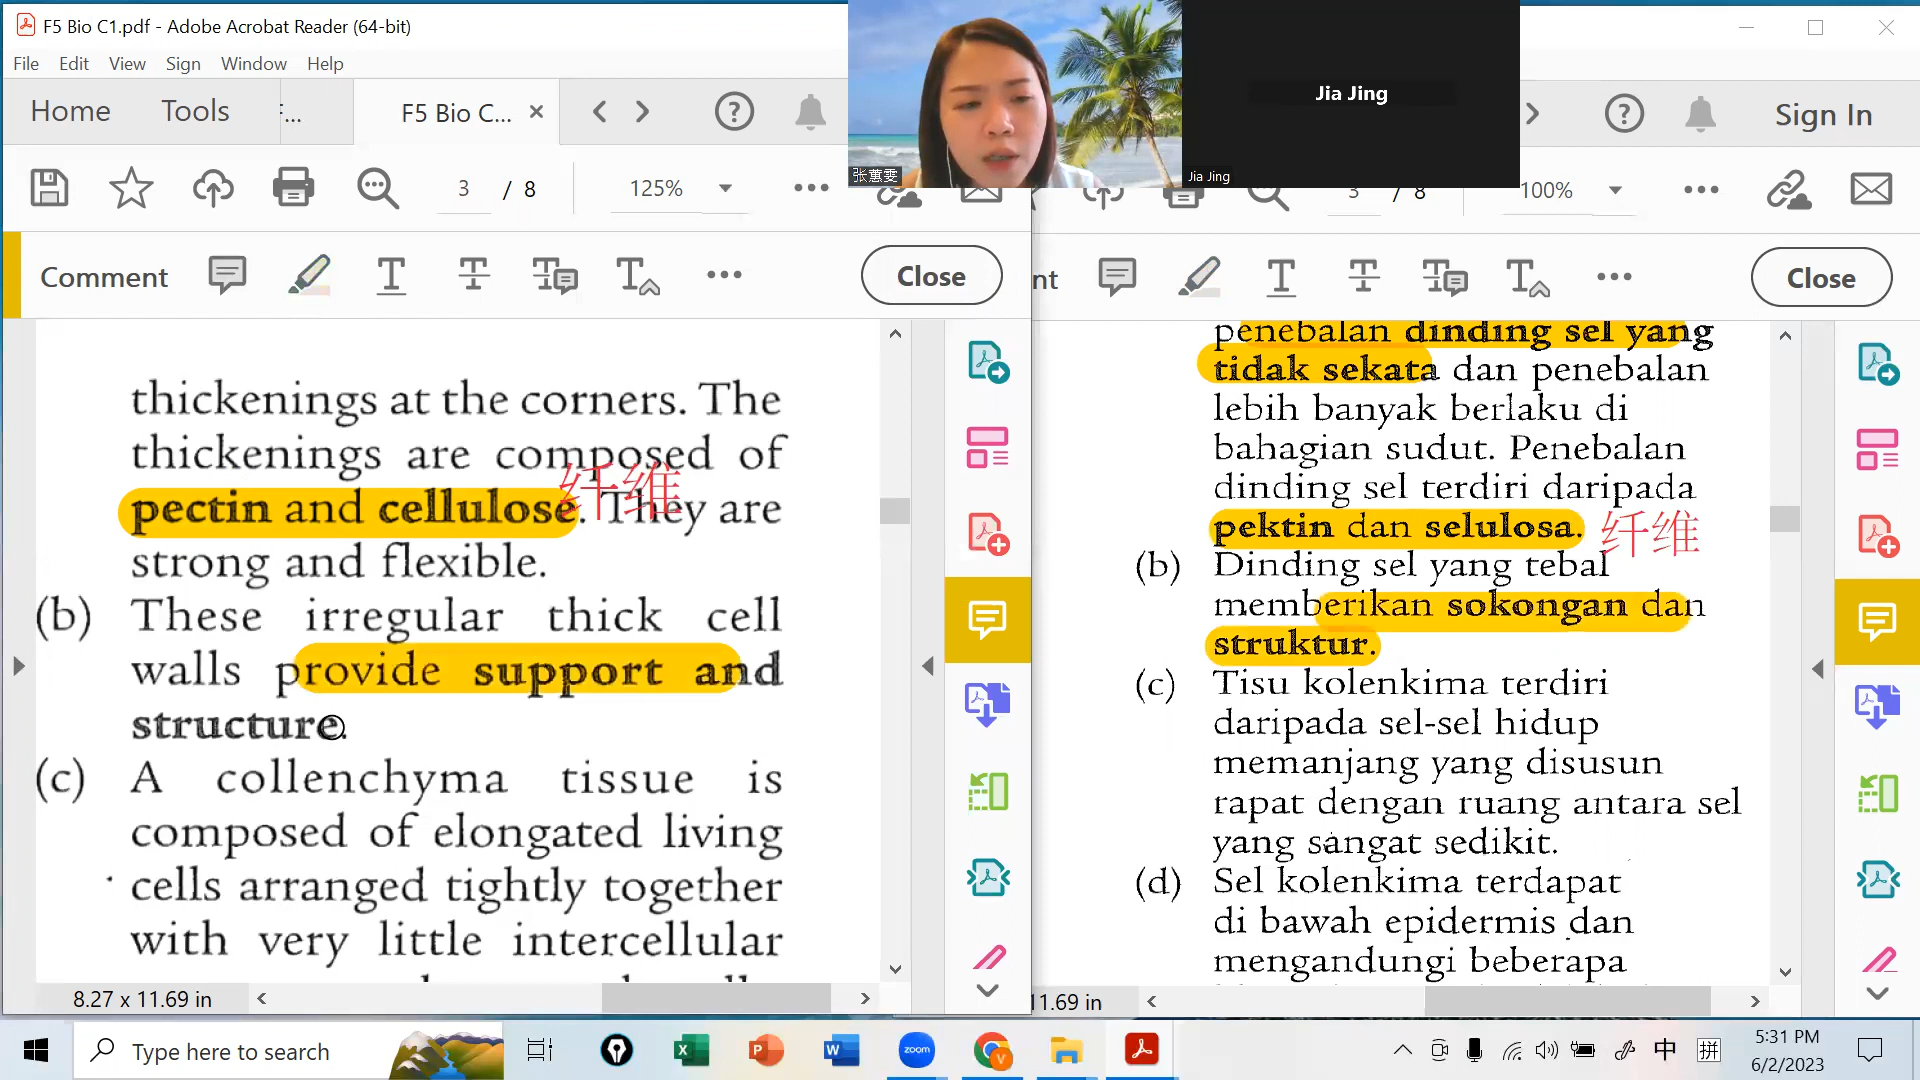 F5 Bio C1.pdf - Adobe Acrobat Reader (64-bit)
File Edit View Sign Window Help
Home Tools F... F5 Bio C... ×
3 / 8 125%
Comment Close
thickenings at the corners. The
thickenings are composed of
pectin and cellulose. They are
纤维
strong and flexible.
(b) These irregular thick cell
walls provide support and
structure.
(c) A collenchyma tissue is
composed of elongated living
cells arranged tightly together
with very little intercellular
8.27 x 11.69 in
张蕙雯
Jia Jing
Jia Jing
Sign In
3 / 8 100%
nt Close
penebalan dinding sel yang
tidak sekata dan penebalan
lebih banyak berlaku di
bahagian sudut. Penebalan
dinding sel terdiri daripada
pektin dan selulosa.
纤维
(b) Dinding sel yang tebal
memberikan sokongan dan
struktur.
(c) Tisu kolenkima terdiri
daripada sel-sel hidup
memanjang yang disusun
rapat dengan ruang antara sel
yang sangat sedikit.
(d) Sel kolenkima terdapat
di bawah epidermis dan
mengandungi beberapa
11.69 in
Type here to search
zoom
中 拼
5:31 PM
6/2/2023